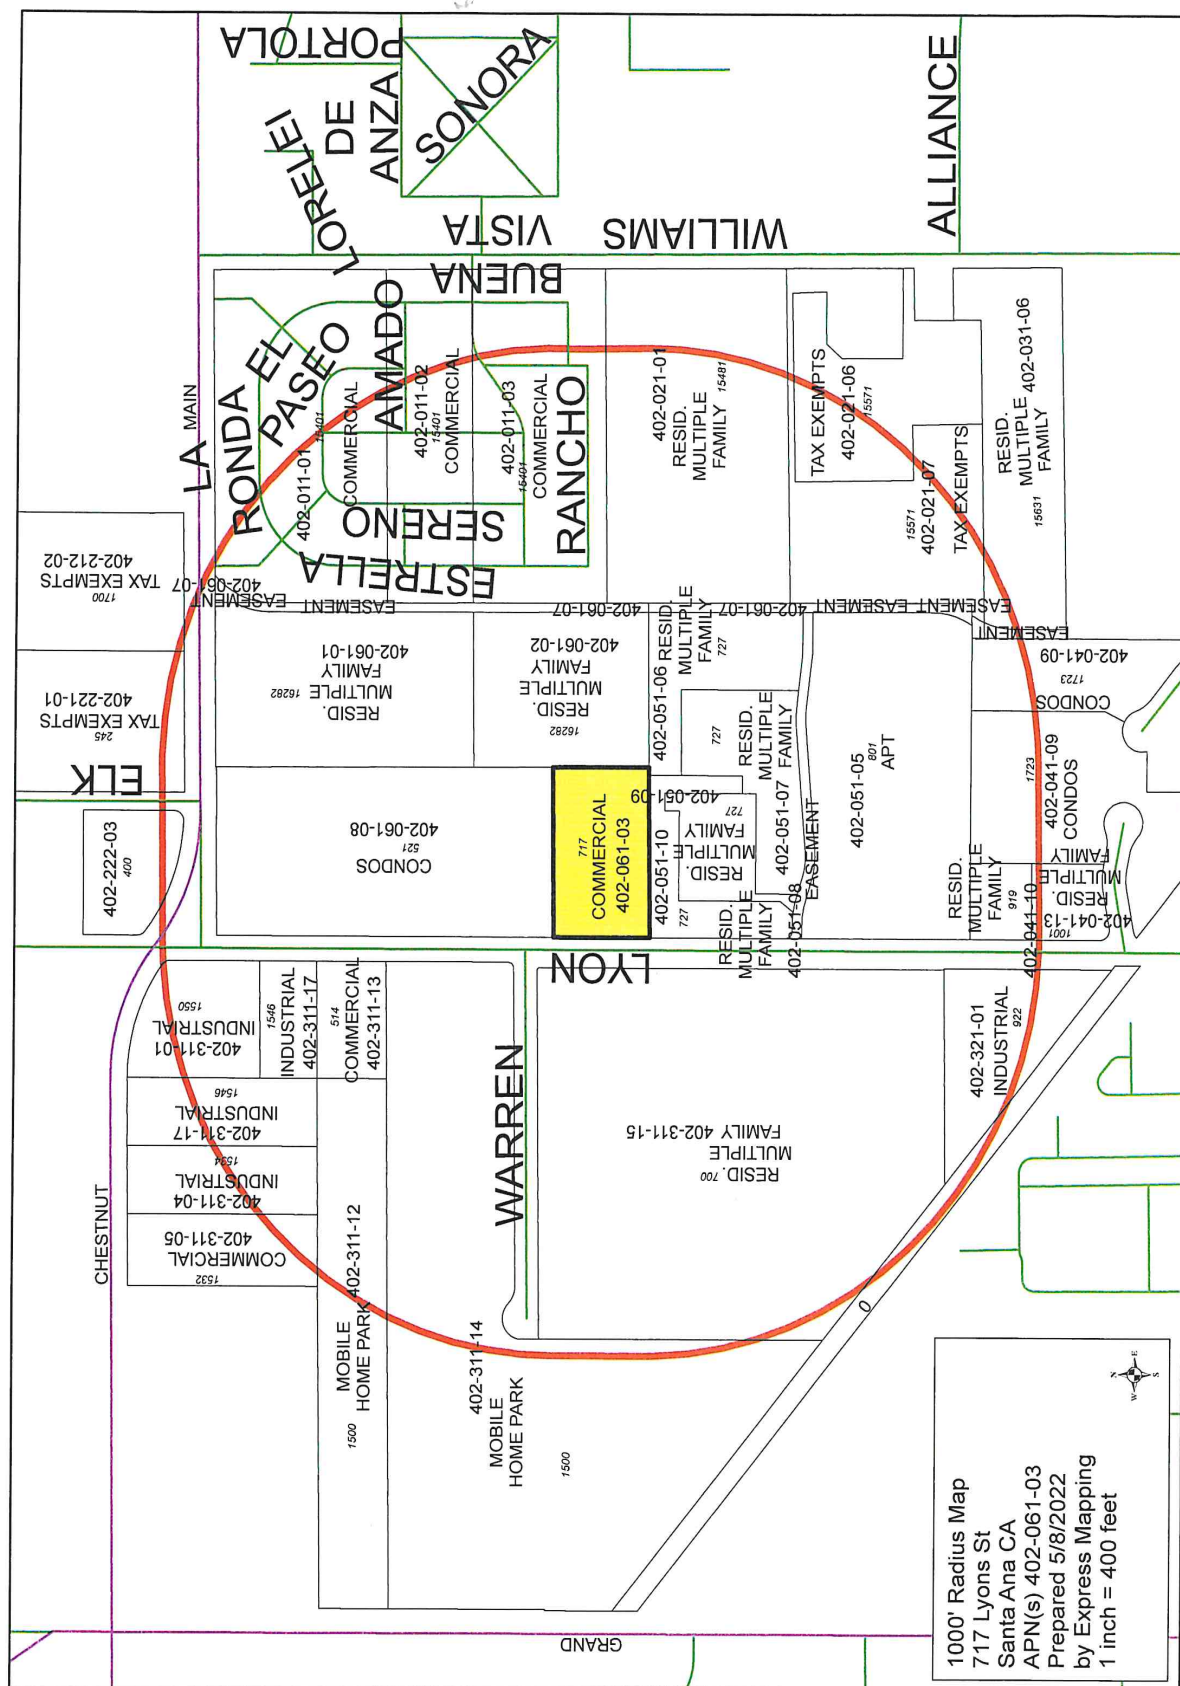 PORTOLA
DE
ANZA
SONORA
LORELEI
ALLIANCE
BUENA VISTA
WILLIAMS
MAIN
LA
RONDA
EL
PASEO
AMADO
402-011-01
15401
COMMERCIAL
402-011-02
15401
COMMERCIAL
402-011-03
15401
COMMERCIAL
RANCHO
SERENO
ESTRELLA
402-021-01
RESID.
MULTIPLE
FAMILY
15481
TAX EXEMPTS
402-021-06
15571
15571
402-021-07
TAX EXEMPTS
RESID.
MULTIPLE 402-031-06
FAMILY
15631
402-212-02
TAX EXEMPTS
1700
402-061-07
EASEMENT
EASEMENT
402-061-07
402-061-07
EASEMENT
EASEMENT
EASEMENT
EASEMENT
402-221-01
TAX EXEMPTS
245
402-061-01
RESID.
MULTIPLE
FAMILY
16282
402-061-02
RESID.
MULTIPLE
FAMILY
16282
402-051-06
RESID.
MULTIPLE
FAMILY
727
402-041-09
1723
CONDOS
ELK
402-222-03
400
402-061-08
521
CONDOS
717
COMMERCIAL
402-061-03
402-051-09
727
RESID.
MULTIPLE
FAMILY
402-051-07
727
RESID.
MULTIPLE
FAMILY
402-051-10
727
RESID.
MULTIPLE
FAMILY
402-051-08
EASEMENT
402-051-05
801
APT
1723
402-041-09
CONDOS
RESID.
MULTIPLE
FAMILY
919
402-041-10
RESID.
MULTIPLE
FAMILY
402-041-13
1001
LYON
1550
INDUSTRIAL
402-311-01
1546
INDUSTRIAL
402-311-17
514
COMMERCIAL
402-311-13
1546
INDUSTRIAL
402-311-17
1534
INDUSTRIAL
402-311-04
402-311-05
COMMERCIAL
1532
CHESTNUT
WARREN
RESID. 700
MULTIPLE
FAMILY 402-311-15
402-321-01
INDUSTRIAL
922
402-311-12
MOBILE
HOME PARK
1500
402-311-14
MOBILE
HOME PARK
1500
0
GRAND
1000' Radius Map
717 Lyons St
Santa Ana CA
APN(s) 402-061-03
Prepared 5/8/2022
by Express Mapping
1 inch = 400 feet
N
E
S
W